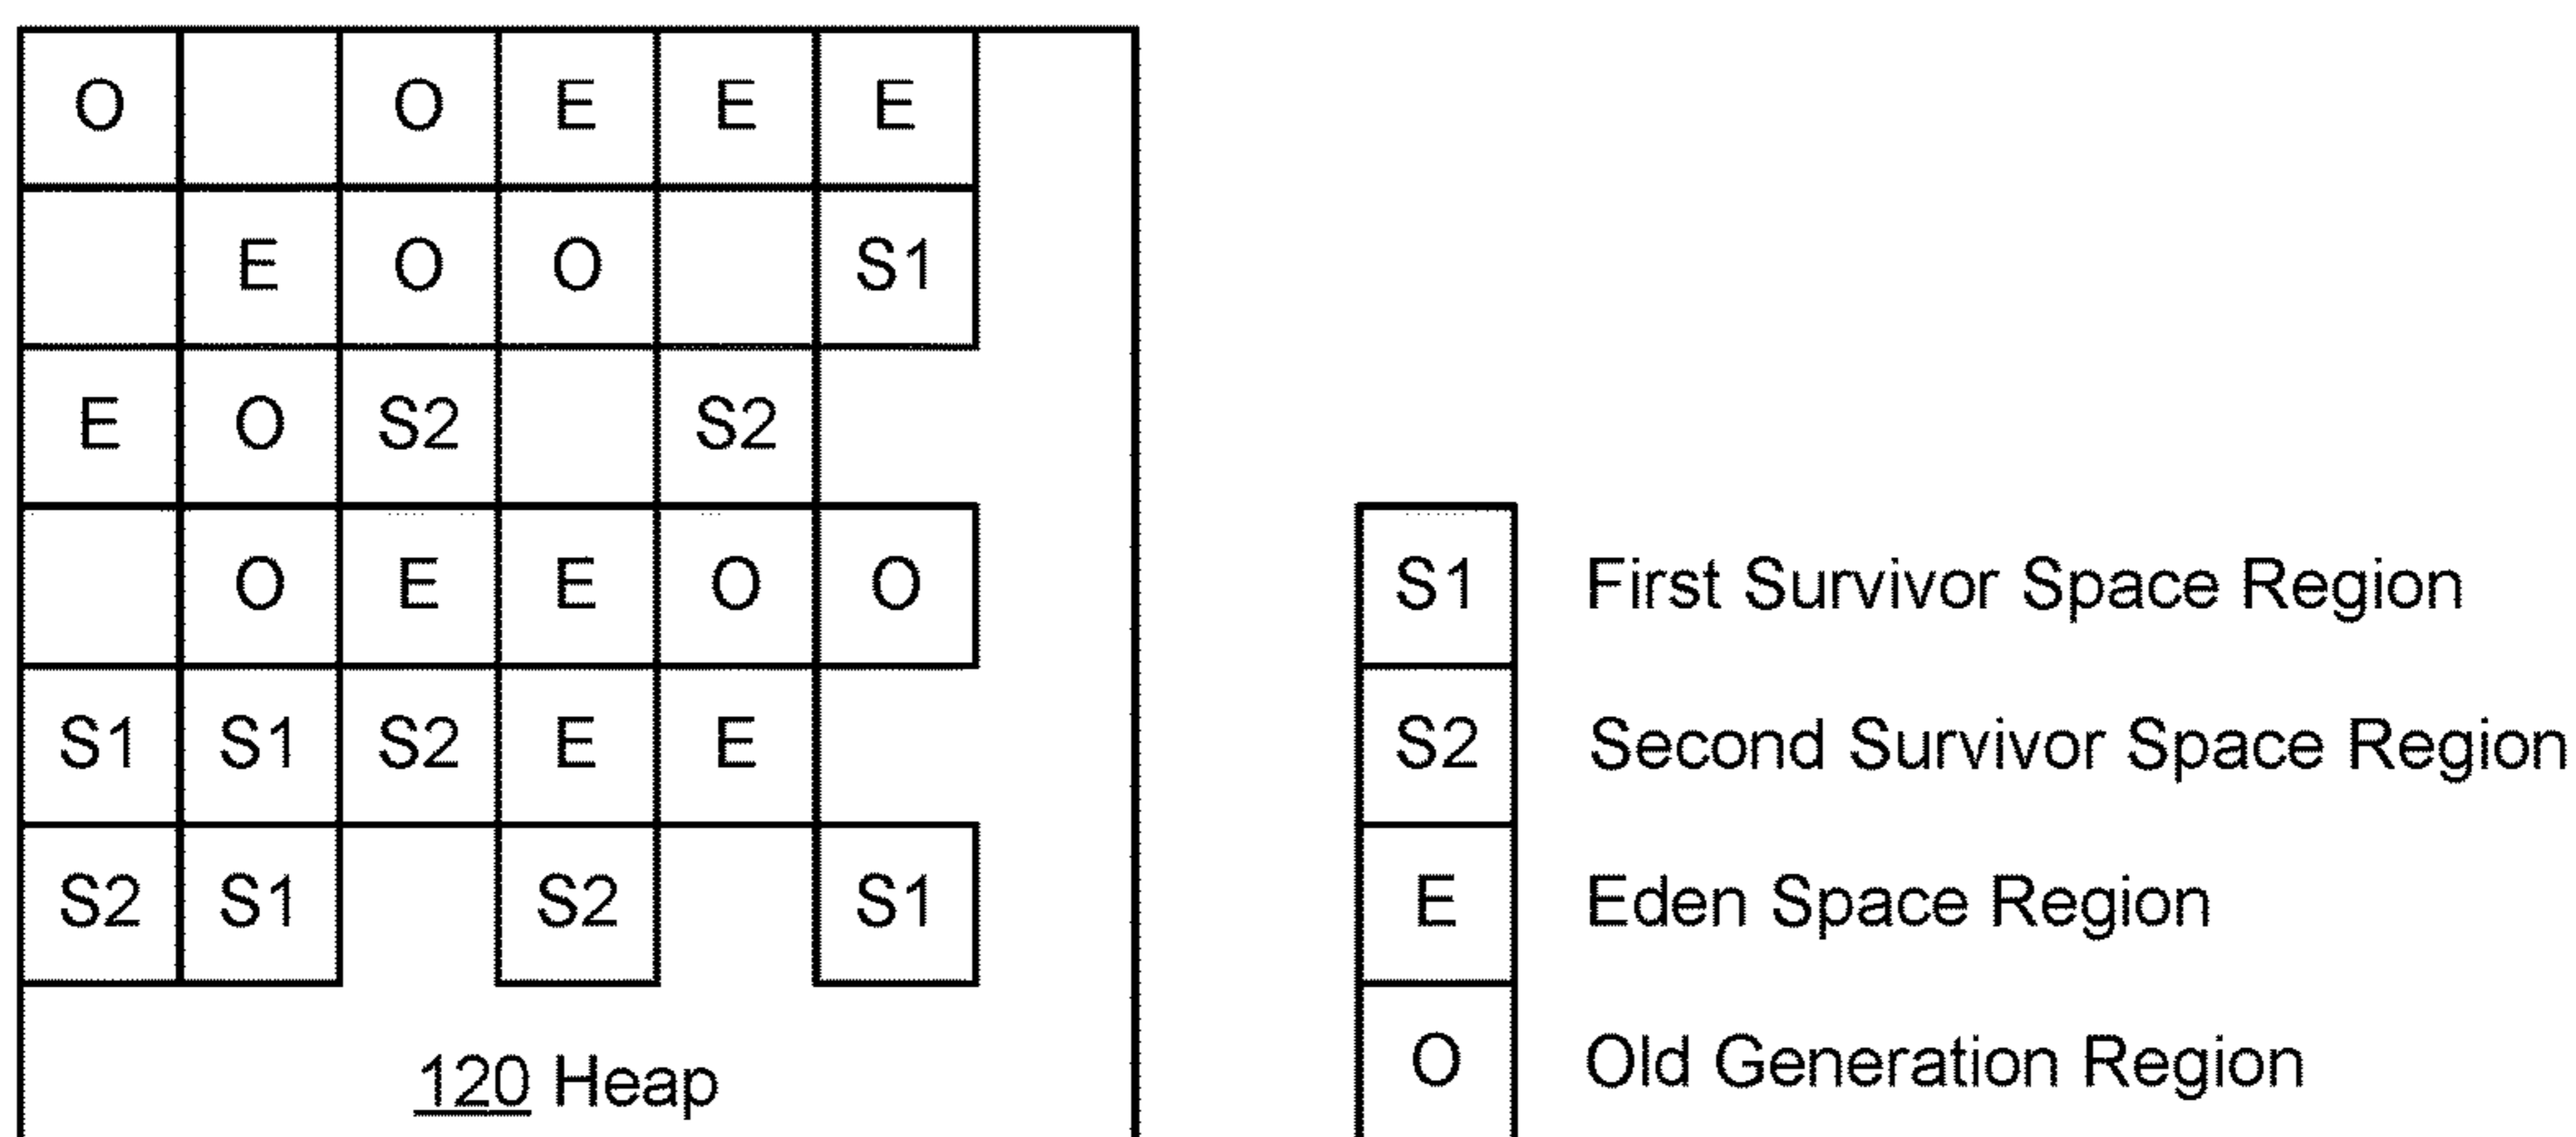 O O E E E
E O O S1
E O S2 S2
O E E O O
S1 S1 S2 E E
S2 S1 S2 S1
120 Heap
S1 First Survivor Space Region
S2 Second Survivor Space Region
E Eden Space Region
O Old Generation Region